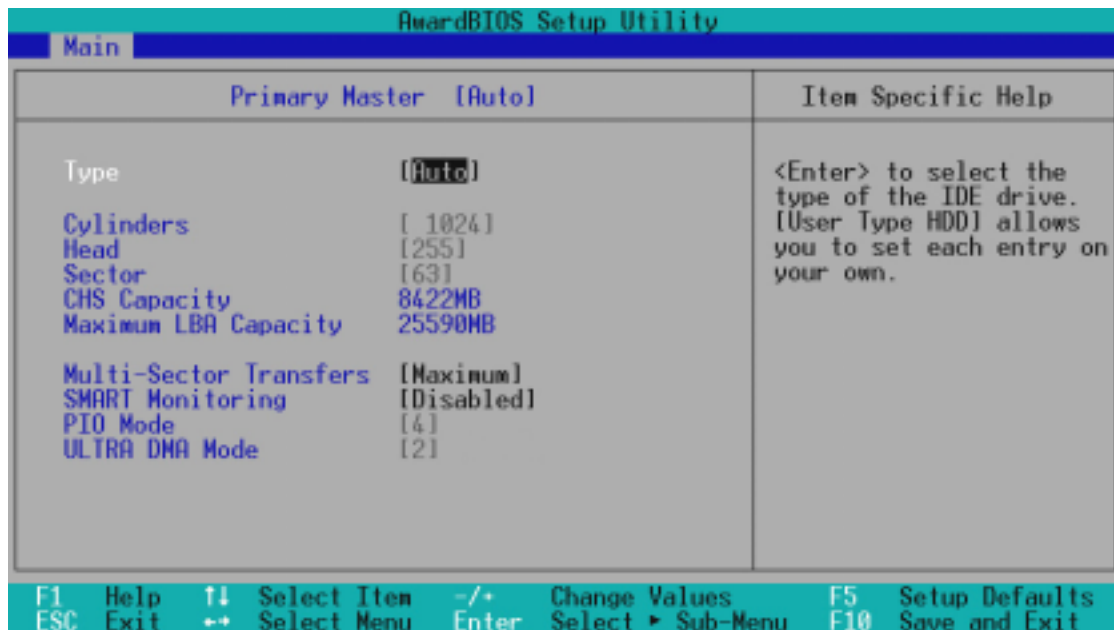 AwardBIOS Setup Utility
Main
Primary Master [Auto]
Item Specific Help
Type [Auto]
Cylinders [ 1024]
Head [255]
Sector [63]
CHS Capacity 8422MB
Maximum LBA Capacity 25590MB
Multi-Sector Transfers [Maximum]
SMART Monitoring [Disabled]
PIO Mode [4]
ULTRA DMA Mode [2]
<Enter> to select the
type of the IDE drive.
[User Type HDD] allows
you to set each entry on
your own.
F1 Help ↑↓ Select Item -/+ Change Values F5 Setup Defaults
ESC Exit ←→ Select Menu Enter Select ► Sub-Menu F10 Save and Exit